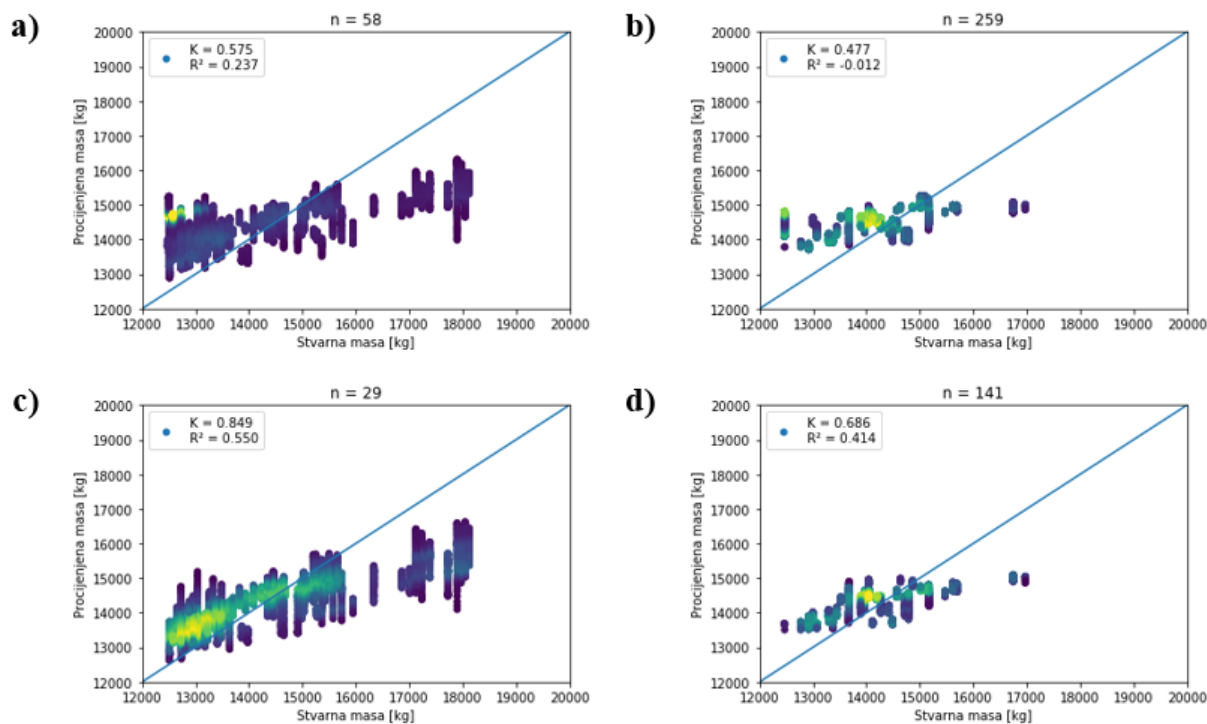 a)
n = 58
K = 0.575
R² = 0.237
20000
19000
18000
17000
16000
15000
14000
13000
12000
Procijenjena masa [kg]
12000 13000 14000 15000 16000 17000 18000 19000 20000
Stvarna masa [kg]
b)
n = 259
K = 0.477
R² = -0.012
20000
19000
18000
17000
16000
15000
14000
13000
12000
Procijenjena masa [kg]
12000 13000 14000 15000 16000 17000 18000 19000 20000
Stvarna masa [kg]
c)
n = 29
K = 0.849
R² = 0.550
20000
19000
18000
17000
16000
15000
14000
13000
12000
Procijenjena masa [kg]
12000 13000 14000 15000 16000 17000 18000 19000 20000
Stvarna masa [kg]
d)
n = 141
K = 0.686
R² = 0.414
20000
19000
18000
17000
16000
15000
14000
13000
12000
Procijenjena masa [kg]
12000 13000 14000 15000 16000 17000 18000 19000 20000
Stvarna masa [kg]